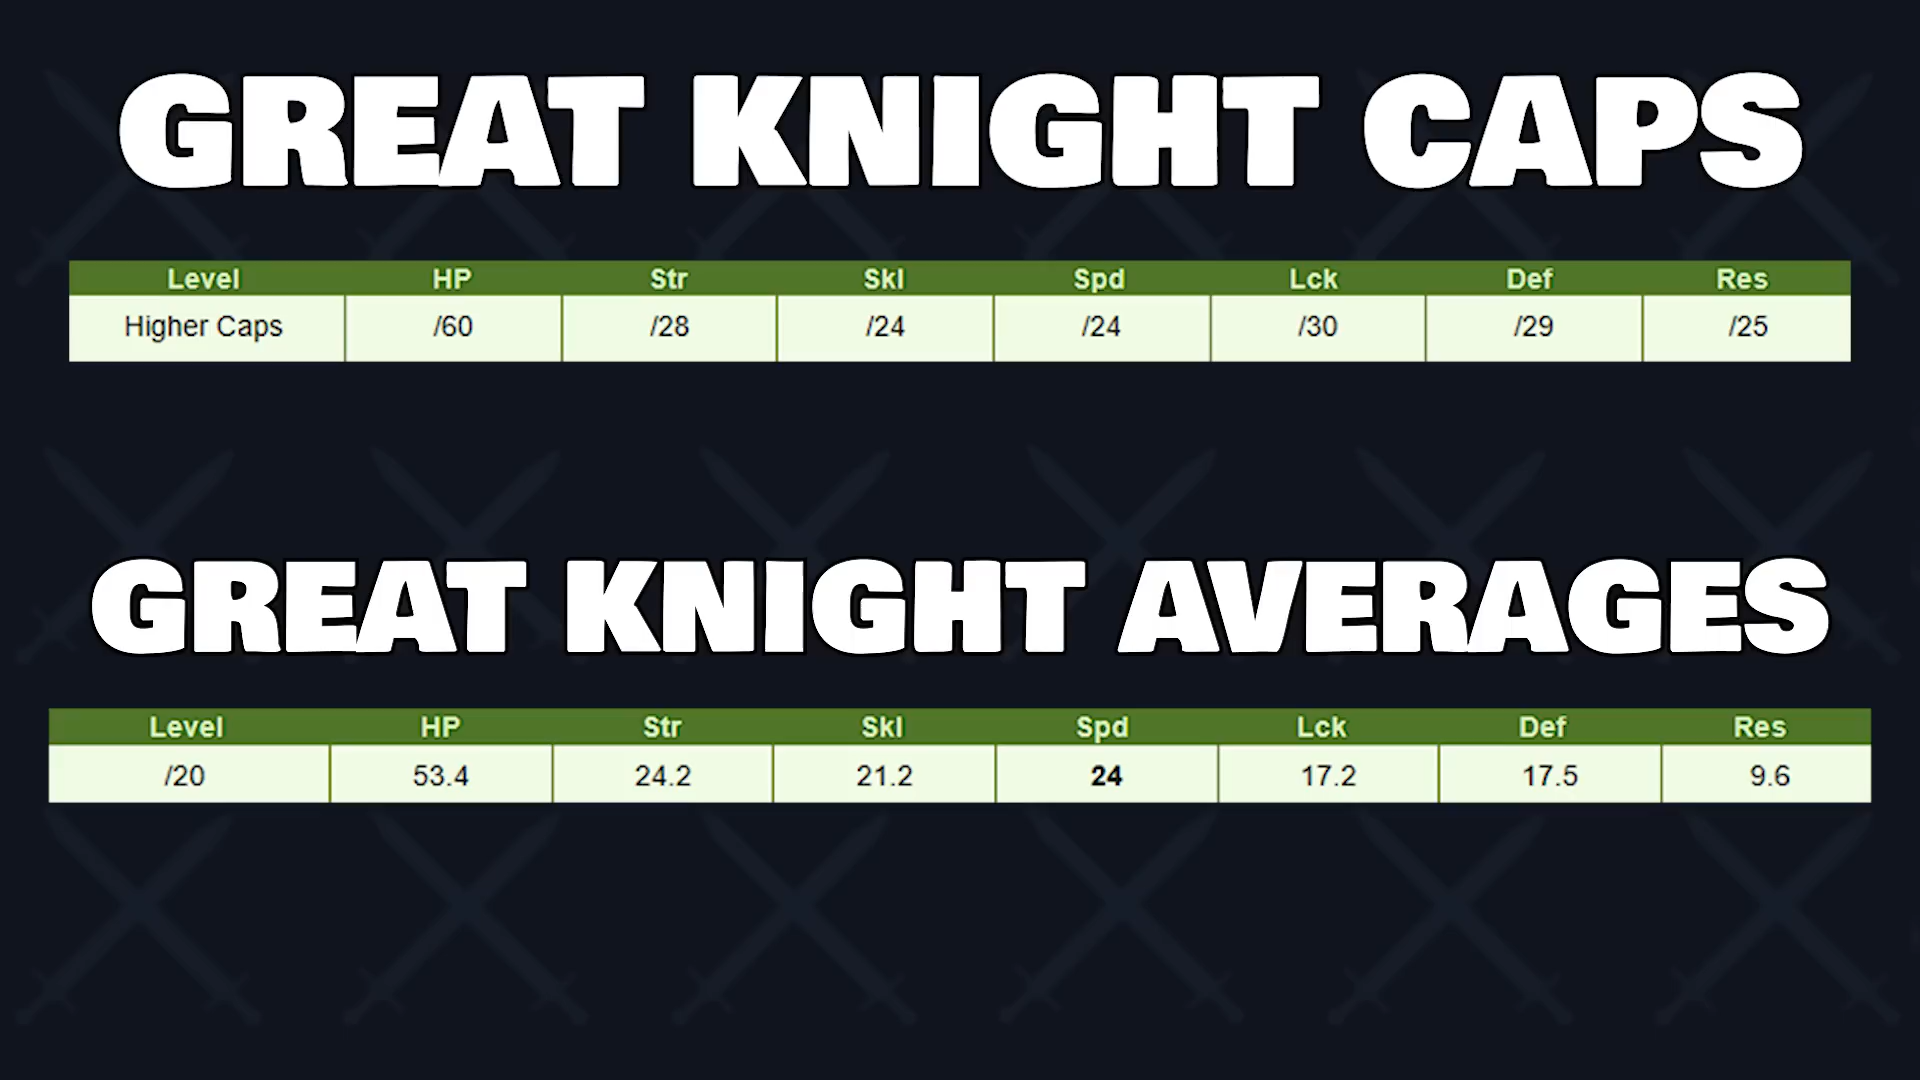 GREAT KNIGHT CAPS
Level HP Str Skl Spd Lck Def Res
Higher Caps /60 /28 /24 /24 /30 /29 /25
GREAT KNIGHT AVERAGES
Level HP Str Skl Spd Lck Def Res
/20 53.4 24.2 21.2 24 17.2 17.5 9.6